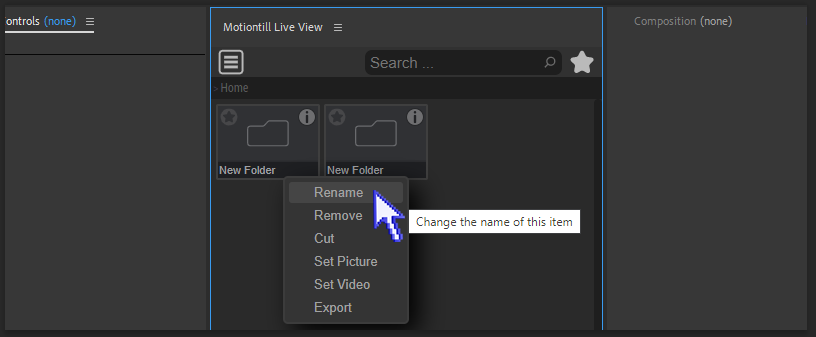 ontrols (none)
Motiontill Live View
Composition (none)
Search ...
> Home
New Folder
New Folder
Rename
Change the name of this item
Remove
Cut
Set Picture
Set Video
Export